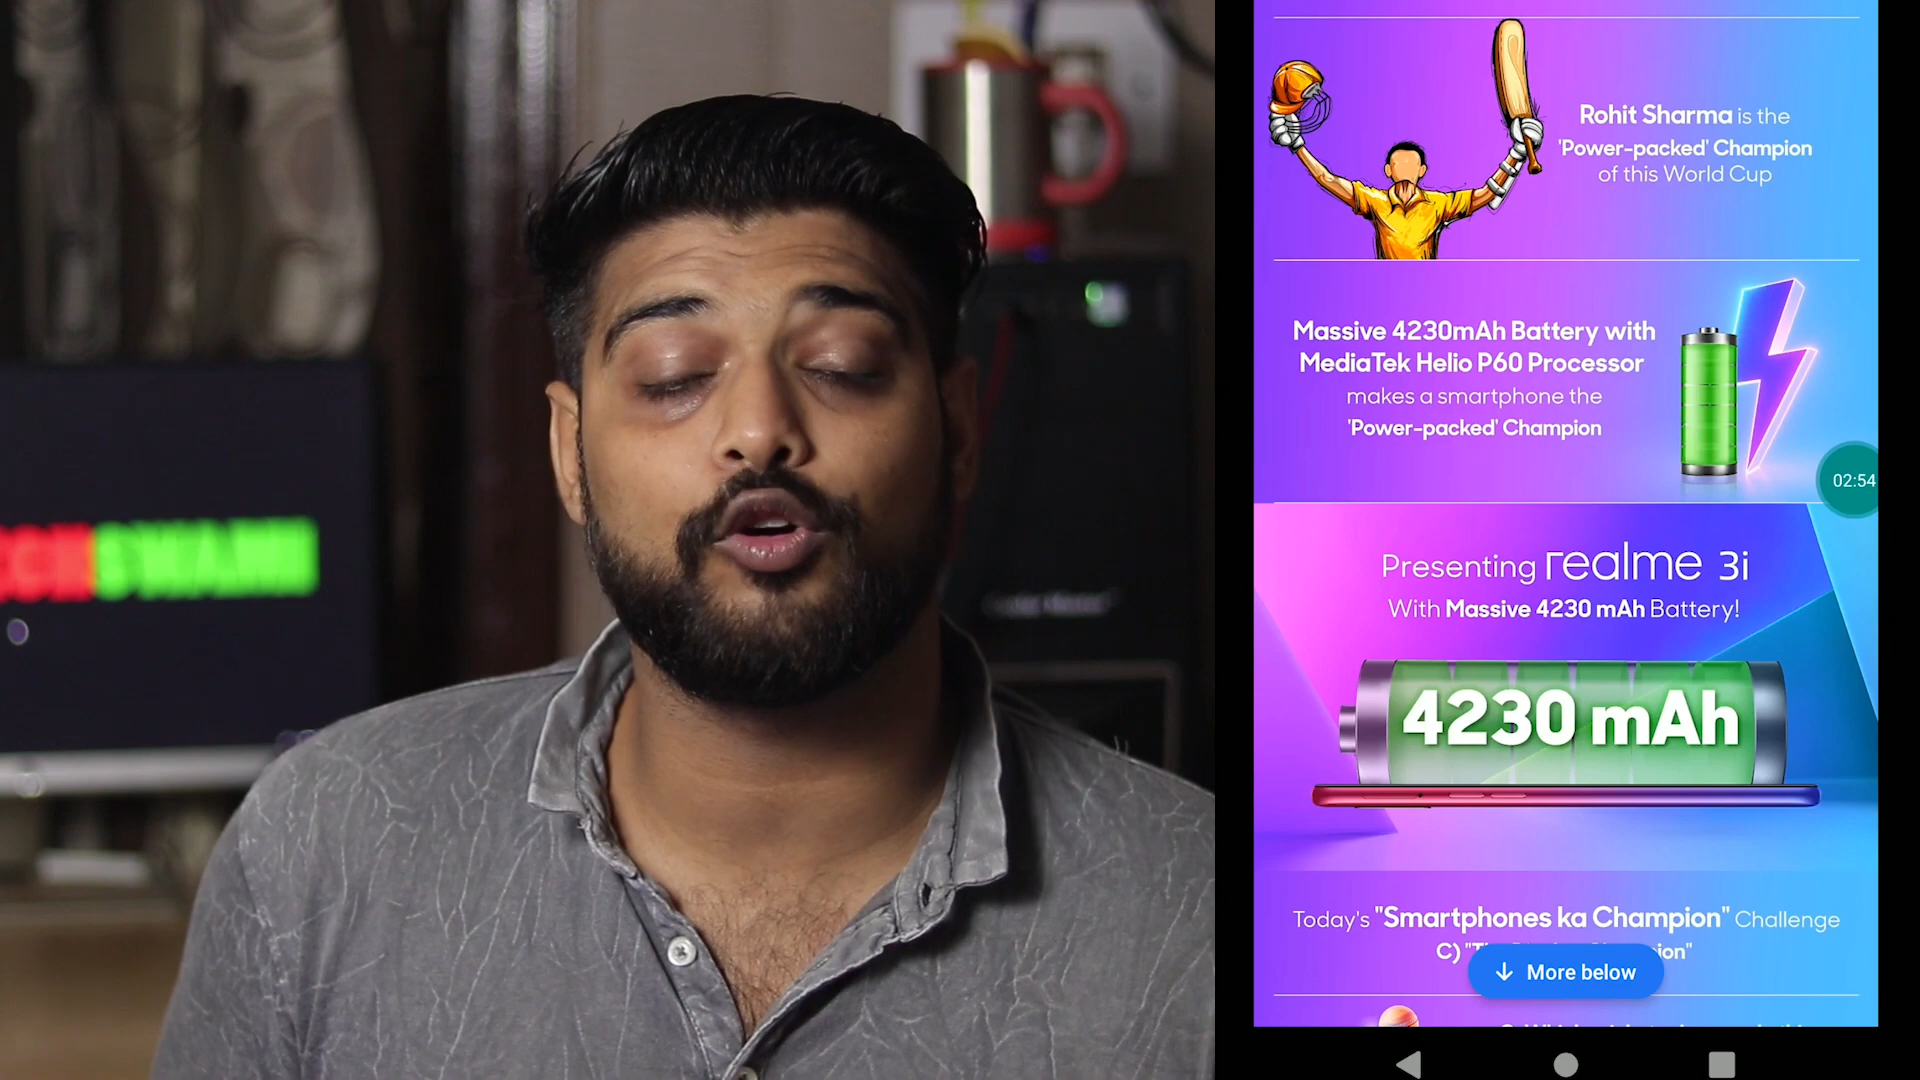 Rohit Sharma is the
'Power-packed' Champion
of this World Cup
Massive 4230mAh Battery with
MediaTek Helio P60 Processor
makes a smartphone the
'Power-packed' Champion
02:54
Presenting realme 3i
With Massive 4230 mAh Battery!
4230 mAh
Today's "Smartphones ka Champion" Challenge
C)
↓ More below